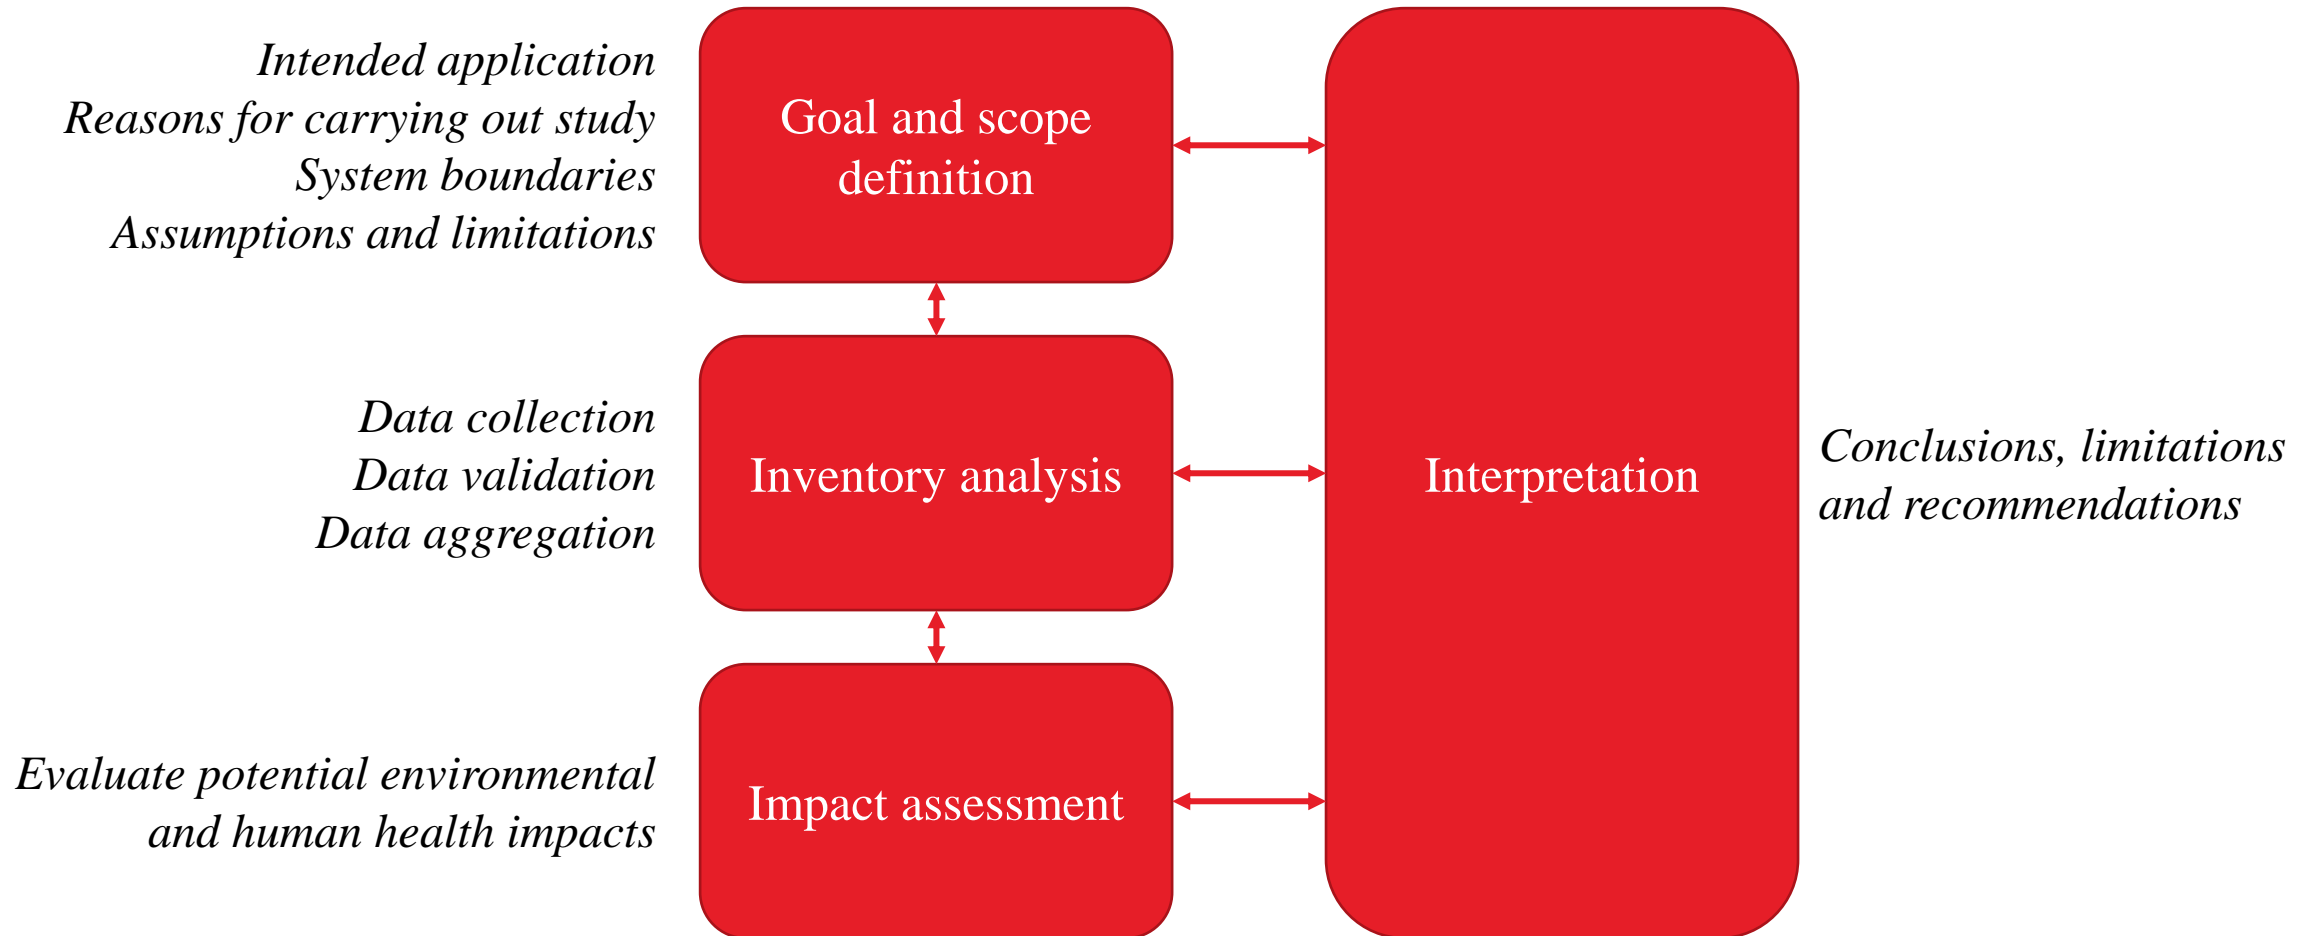 Intended application
Reasons for carrying out study
System boundaries
Assumptions and limitations
Goal and scope
definition
Data collection
Data validation
Data aggregation
Inventory analysis
Evaluate potential environmental
and human health impacts
Impact assessment
Interpretation
Conclusions, limitations
and recommendations